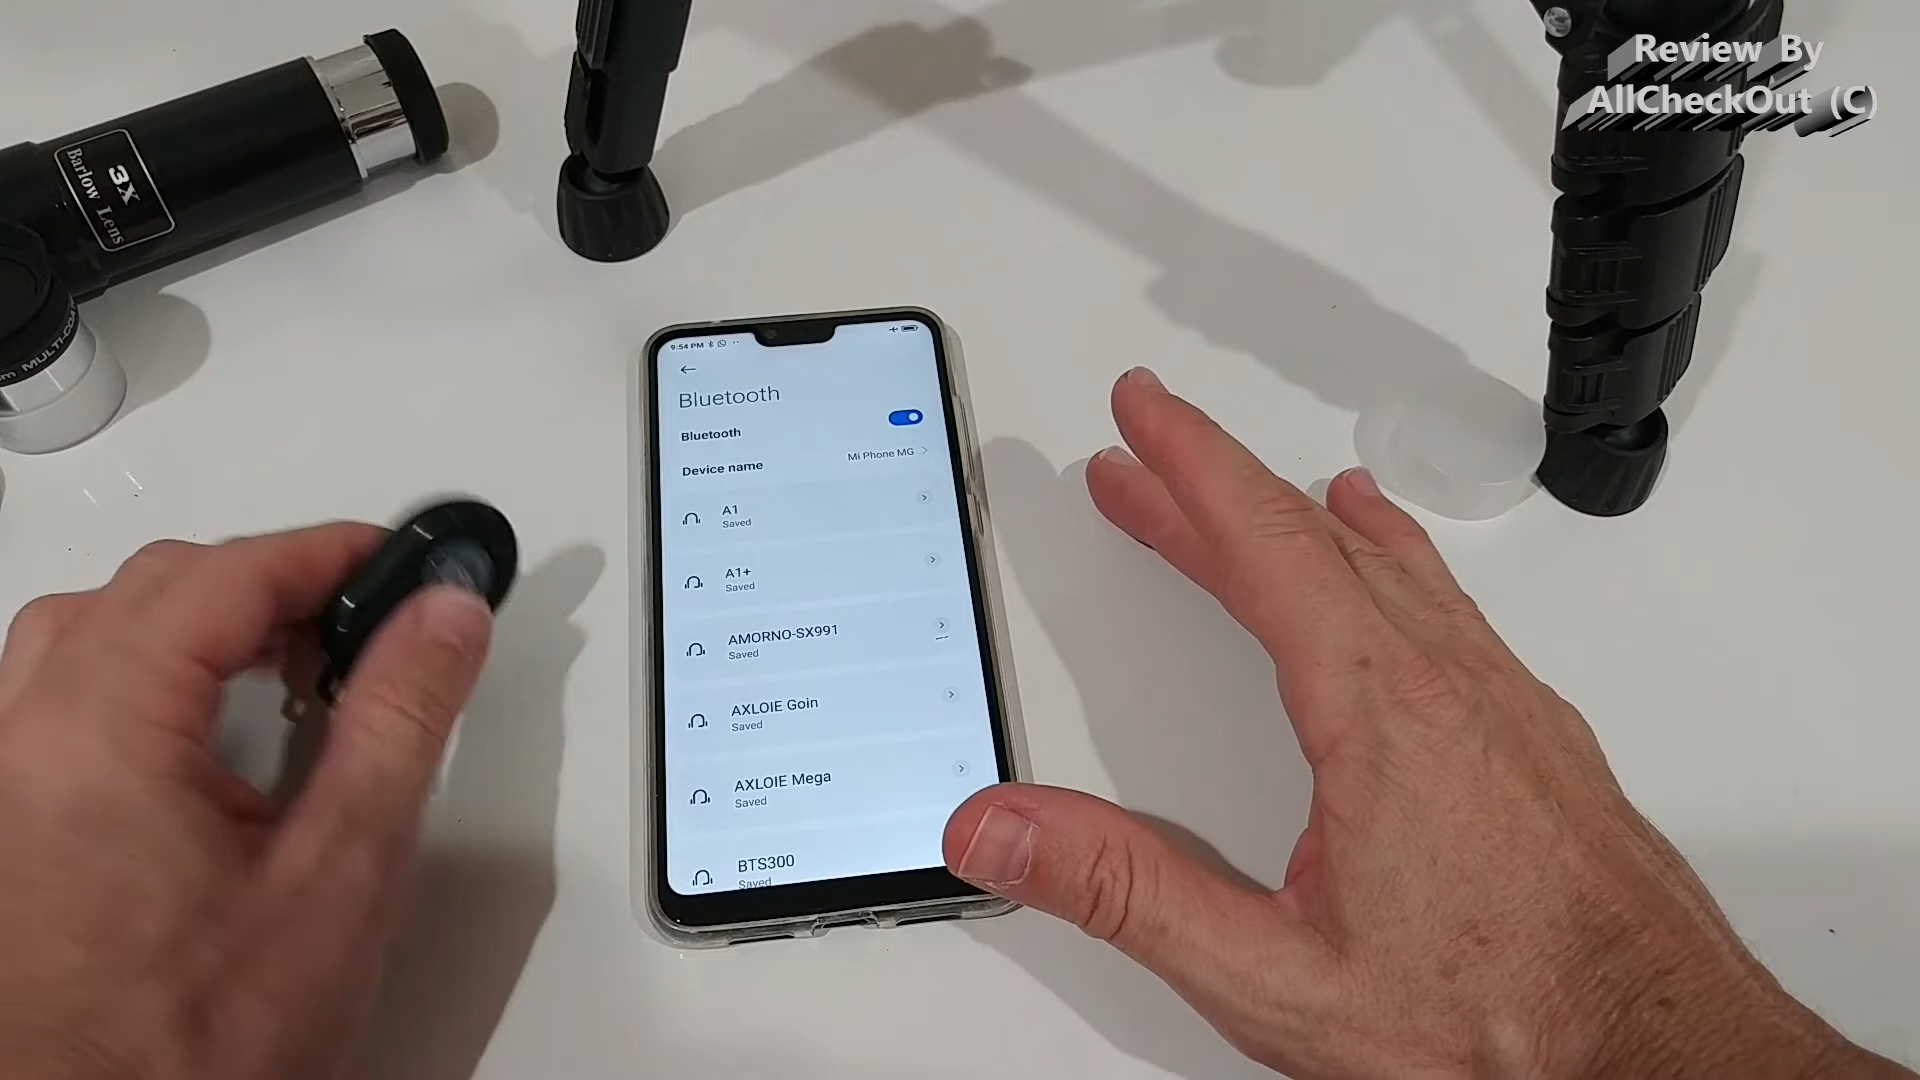 Review By
AllCheckOut (C)
3X
Barlow Lens
MULTI-COA
9:54 PM
Bluetooth
Bluetooth
Device name
Mi Phone MG
A1
Saved
A1+
Saved
AMORNO-SX991
Saved
AXLOIE Goin
Saved
AXLOIE Mega
Saved
BTS300
Saved